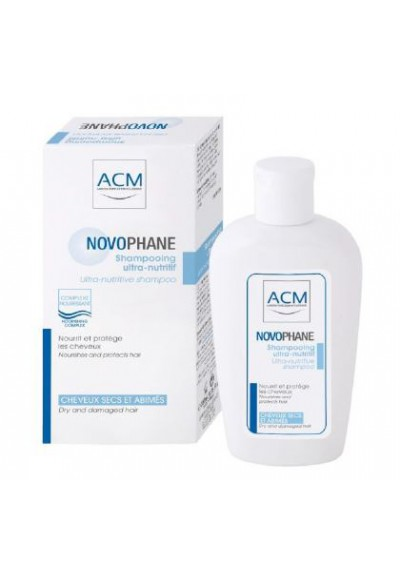 NOVOPHANE
ACM
NOVOPHANE
Shampooing
ultra-nutritif
Ultra-nutritive shampoo
COMPLEXE
NOURRISSANT
NOURISHING
COMPLEX
Nourrit et protège
les cheveux
Nourishes and protects hair
CHEVEUX SECS ET ABIMÉS
Dry and damaged hair
ACM
NOVOPHANE
Shampooing
ultra-nutritif
Ultra-nutritive
shampoo
Nourrit et protège
les cheveux
Nourishes and
protects hair
CHEVEUX SECS
ET ABIMÉS
Dry and damaged hair